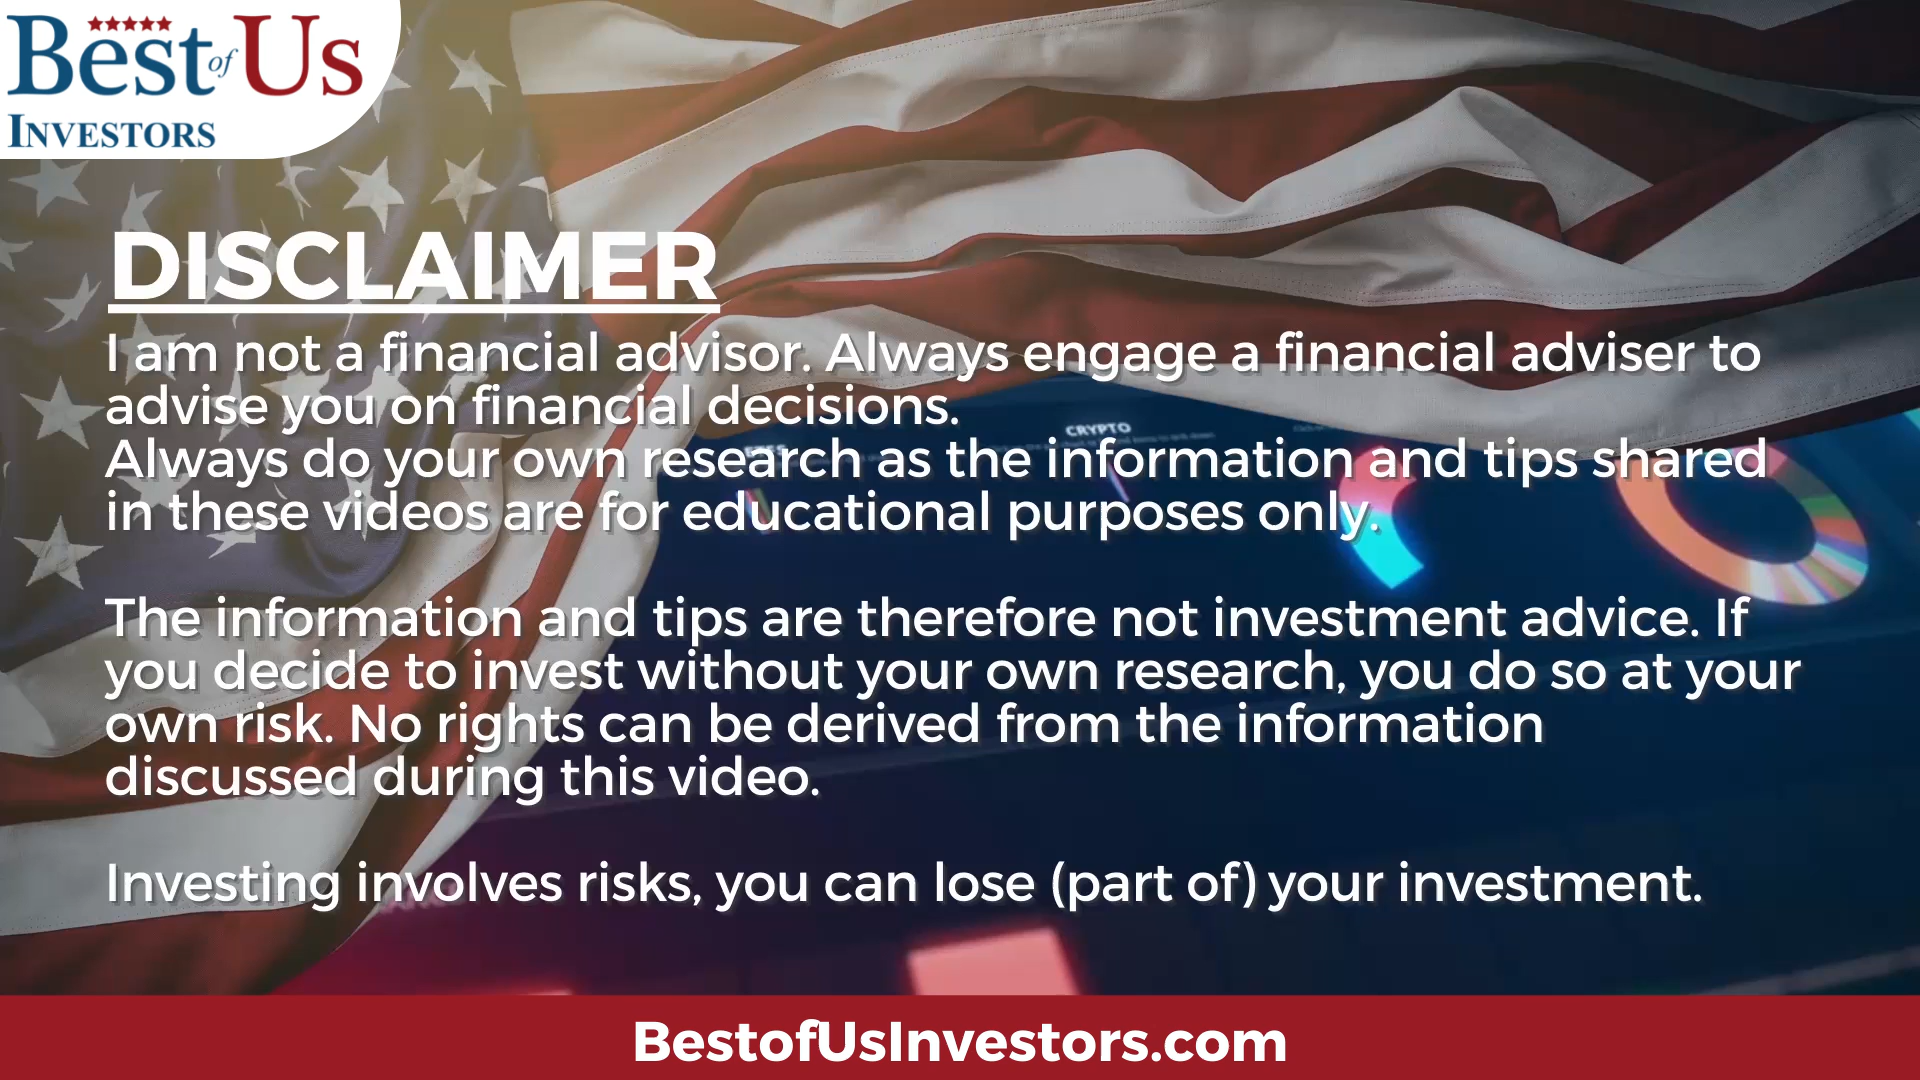 Best of Us
INVESTORS
DISCLAIMER
I am not a financial advisor. Always engage a financial adviser to
advise you on financial decisions.
CRYPTO
Always do your own research as the information and tips shared
in these videos are for educational purposes only.
The information and tips are therefore not investment advice. If
you decide to invest without your own research, you do so at your
own risk. No rights can be derived from the information
discussed during this video.
Investing involves risks, you can lose (part of) your investment.
BestofUsInvestors.com